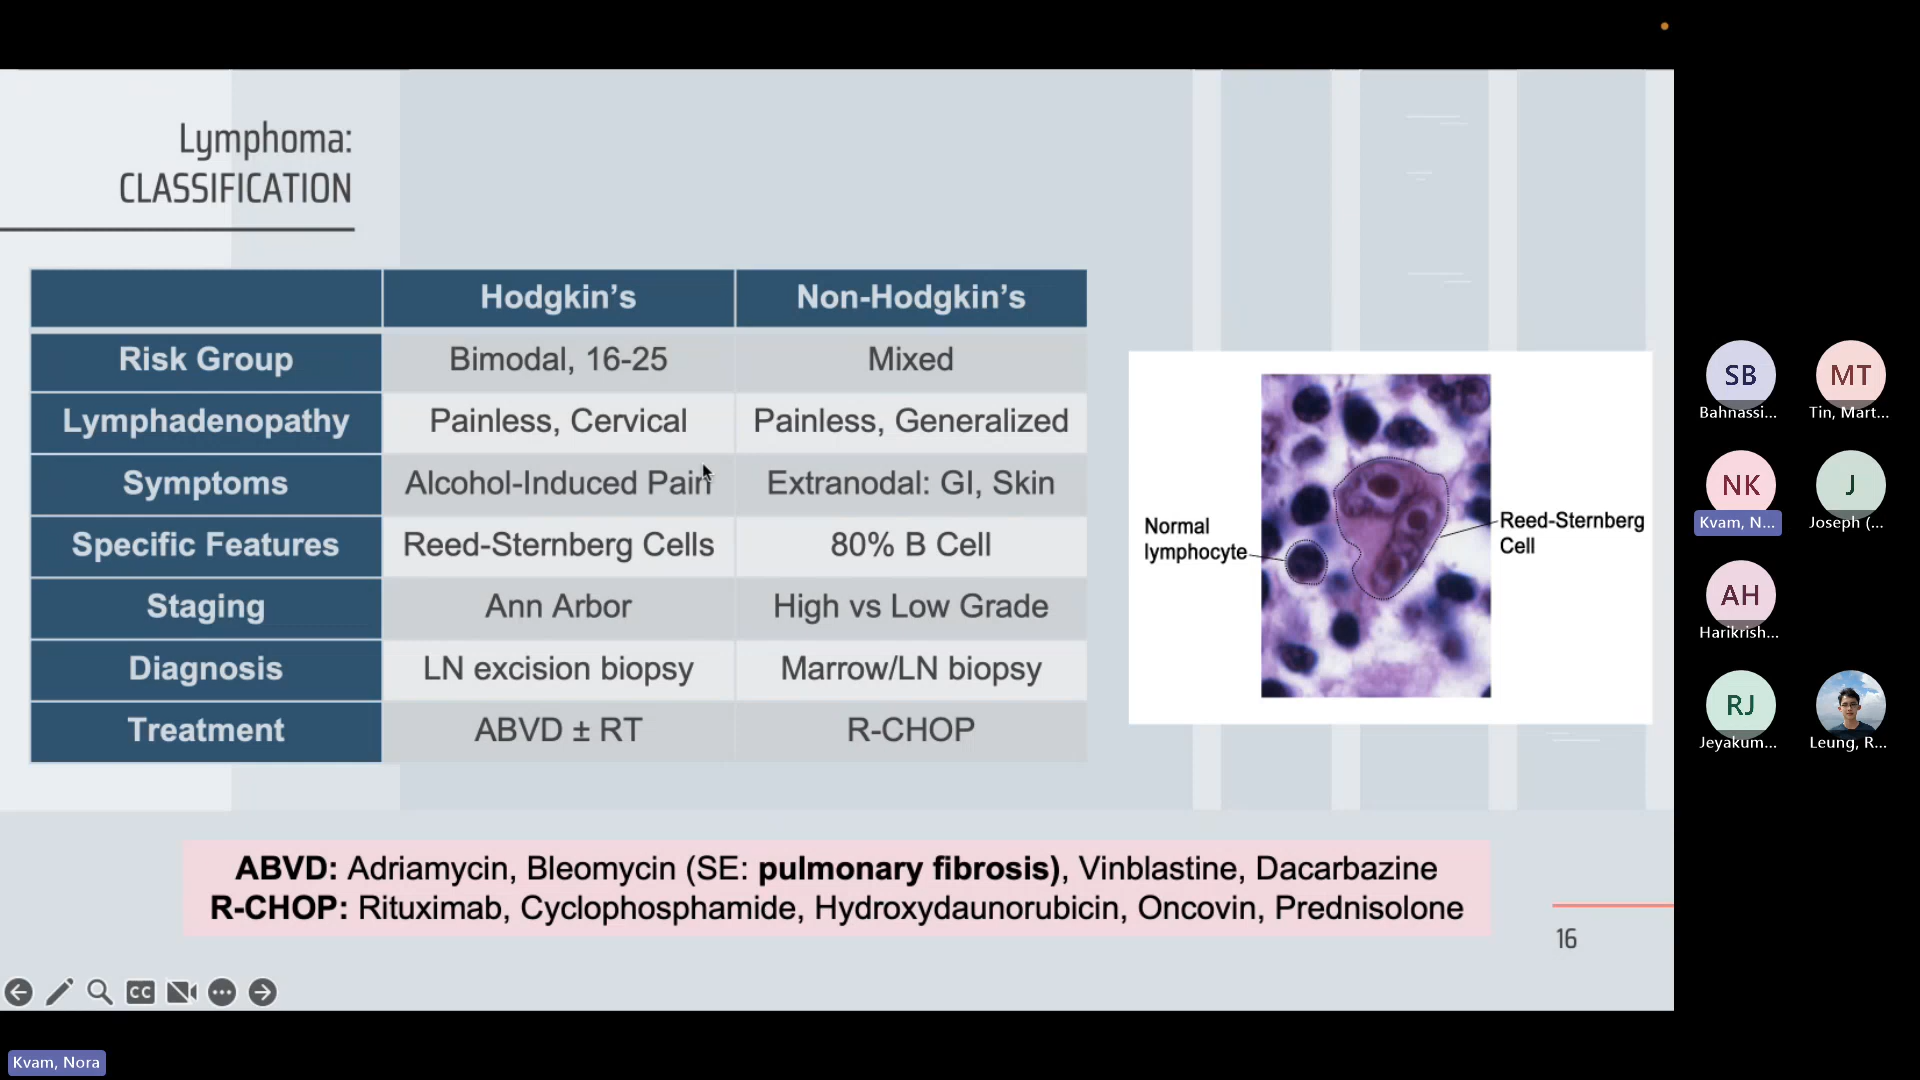 Lymphoma:
CLASSIFICATION
Hodgkin’s Non-Hodgkin’s
Risk Group Bimodal, 16-25 Mixed
Lymphadenopathy Painless, Cervical Painless, Generalized
Symptoms Alcohol-Induced Pain Extranodal: GI, Skin
Specific Features Reed-Sternberg Cells 80% B Cell
Staging Ann Arbor High vs Low Grade
Diagnosis LN excision biopsy Marrow/LN biopsy
Treatment ABVD ± RT R-CHOP
Normal
lymphocyte
Reed-Sternberg
Cell
ABVD: Adriamycin, Bleomycin (SE: pulmonary fibrosis), Vinblastine, Dacarbazine
R-CHOP: Rituximab, Cyclophosphamide, Hydroxydaunorubicin, Oncovin, Prednisolone
16
CC
Kvam, Nora
SB MT
Bahnassi... Tin, Mart...
NK J
Kvam, N... Joseph (...
AH
Harikrish...
RJ
Jeyakum... Leung, R...